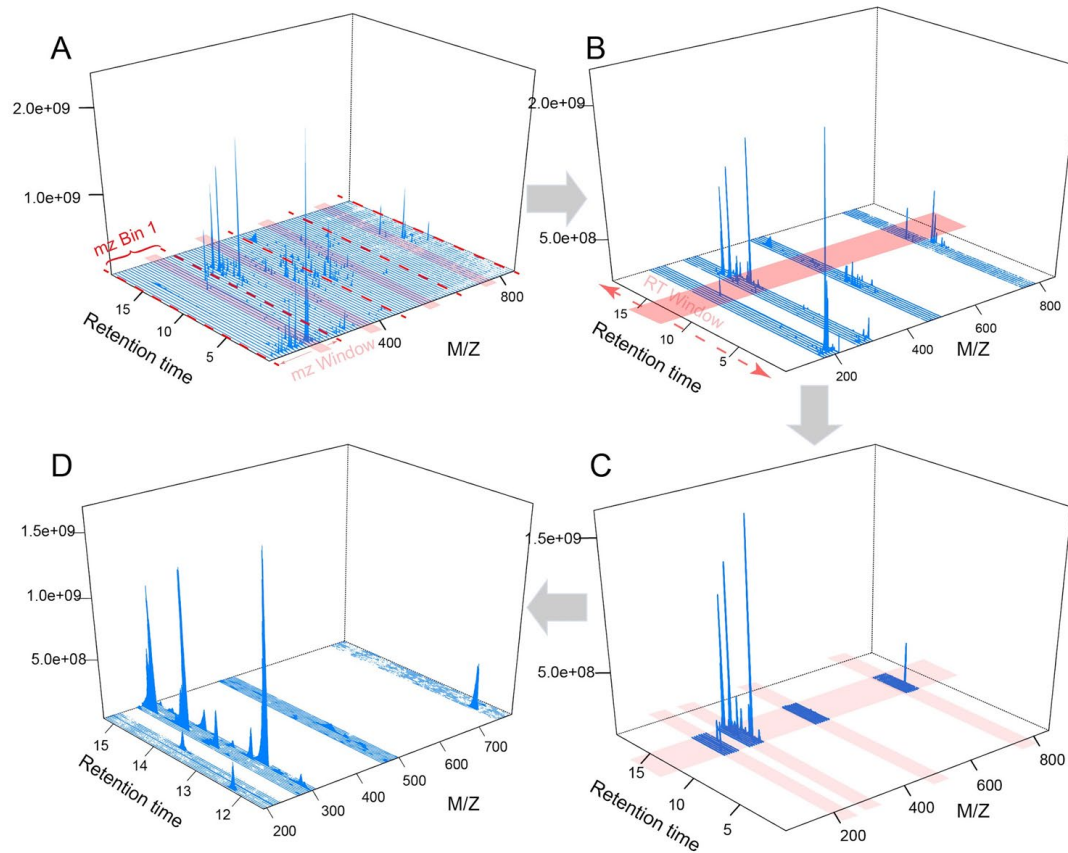 A
2.0e+09
1.0e+09
mz Bin 1
15
10
5
Retention time
mz Window
400
800
M/Z
B
2.0e+09
5.0e+08
RT Window
15
10
5
Retention time
200
400
600
800
M/Z
D
1.5e+09
1.0e+09
5.0e+08
15
14
13
12
Retention time
200
300
400
500
600
700
M/Z
C
1.5e+09
5.0e+08
15
10
5
Retention time
200
400
600
800
M/Z